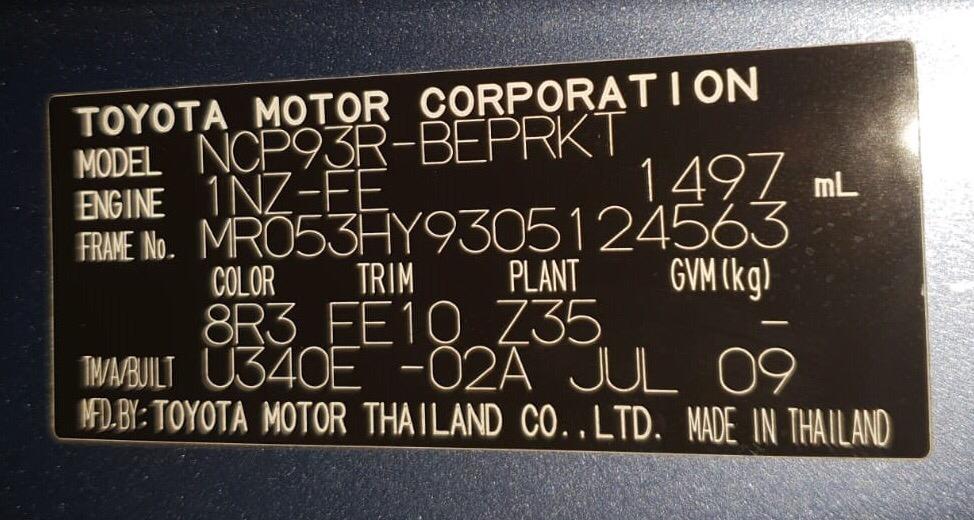 TOYOTA MOTOR CORPORATION
MODEL NCP93R-BEPRKT
ENGINE 1NZ-FE 1497 mL
FRAME No. MR053HY9305124563
COLOR TRIM PLANT GVM(kg)
8R3 FE10 Z35 -
TM/A/BUILT U340E -02A JUL 09
MFD.BY: TOYOTA MOTOR THAILAND CO.,LTD. MADE IN THAILAND